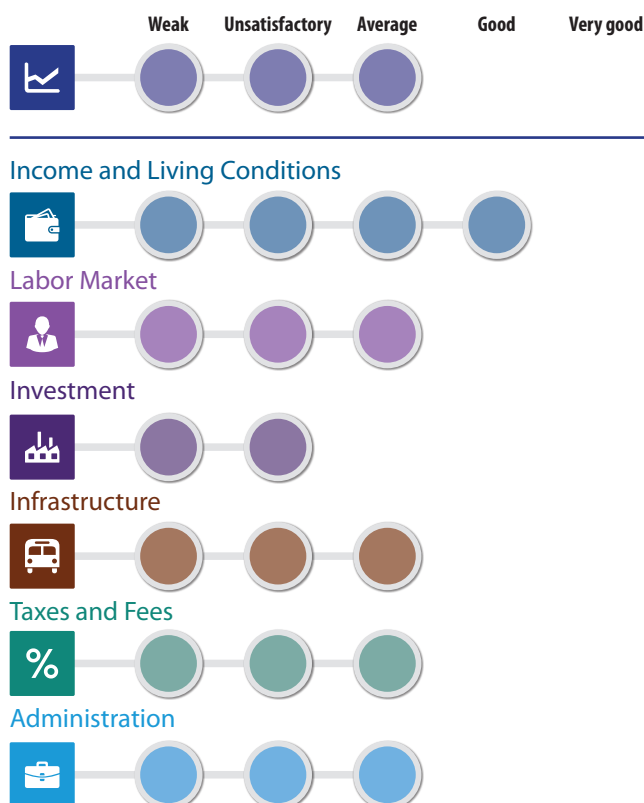 Weak Unsatisfactory Average Good Very good
Income and Living Conditions
Labor Market
Investment
Infrastructure
Taxes and Fees
%
Administration